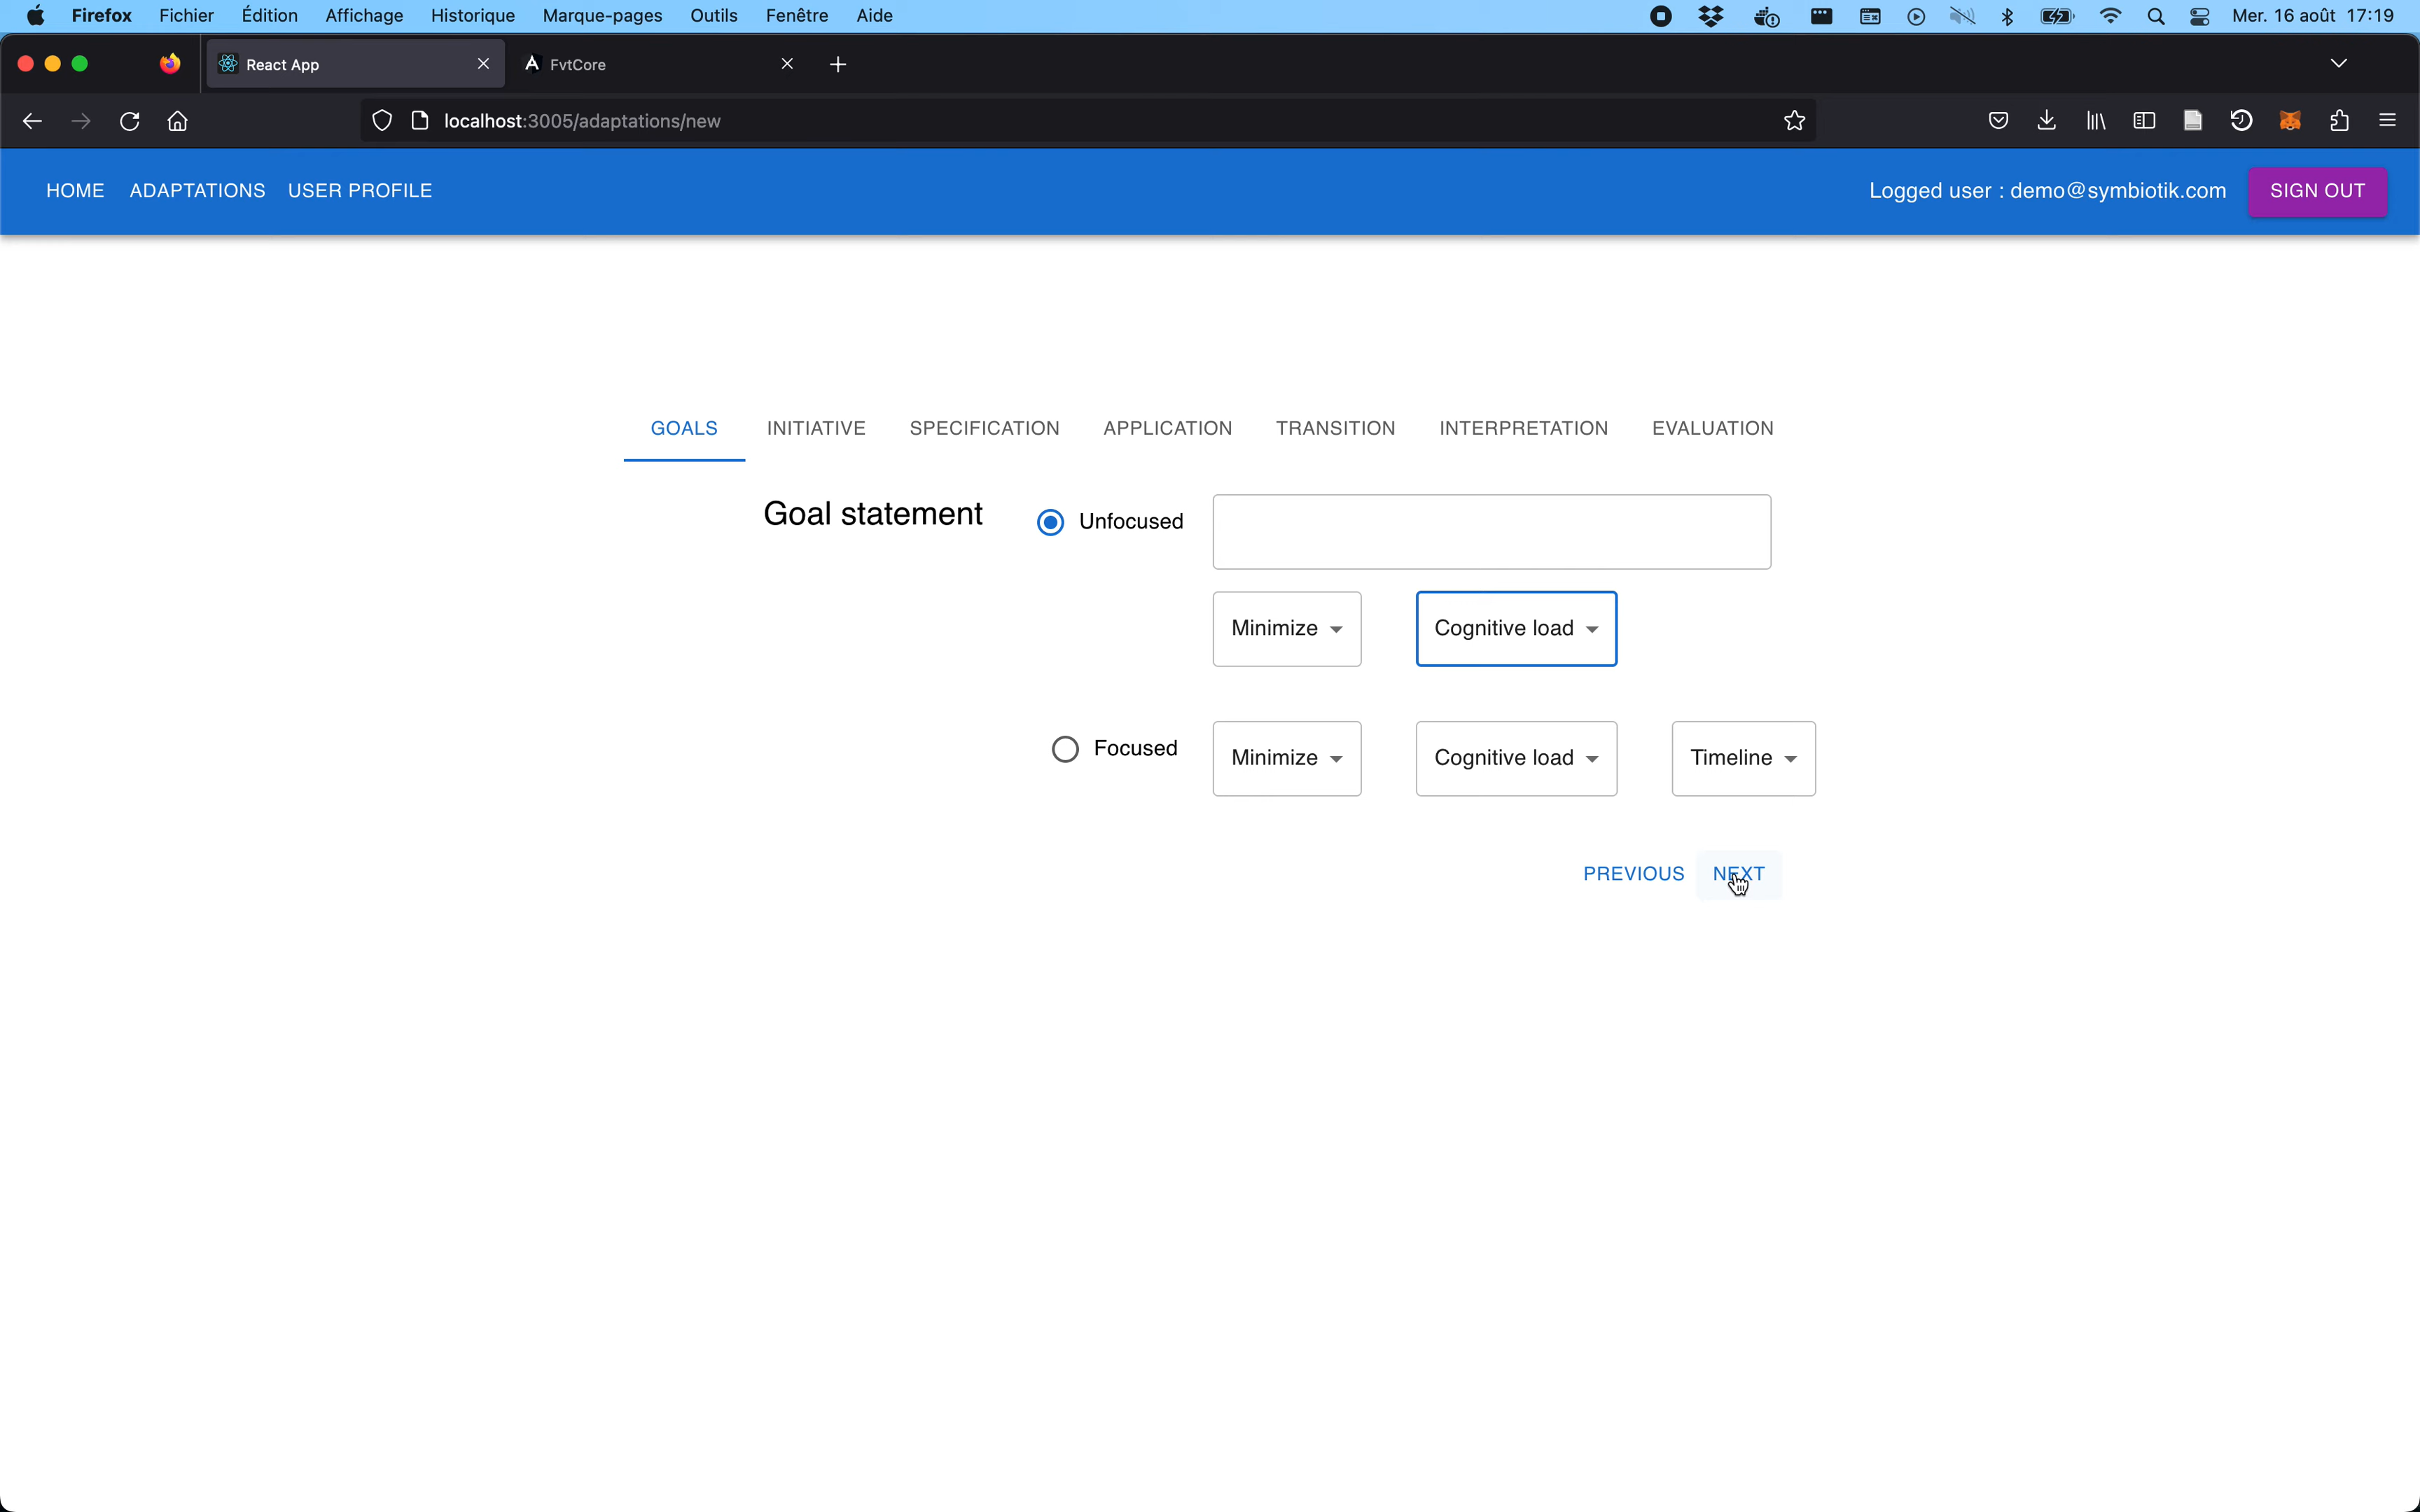 Firefox Fichier Édition Affichage Historique Marque-pages Outils Fenêtre Aide Mer. 16 août 17:19
React App FvtCore
localhost:3005/adaptations/new
HOME ADAPTATIONS USER PROFILE Logged user : demo@symbiotik.com SIGN OUT
GOALS INITIATIVE SPECIFICATION APPLICATION TRANSITION INTERPRETATION EVALUATION
Goal statement Unfocused
Minimize Cognitive load
Focused Minimize Cognitive load Timeline
PREVIOUS NEXT